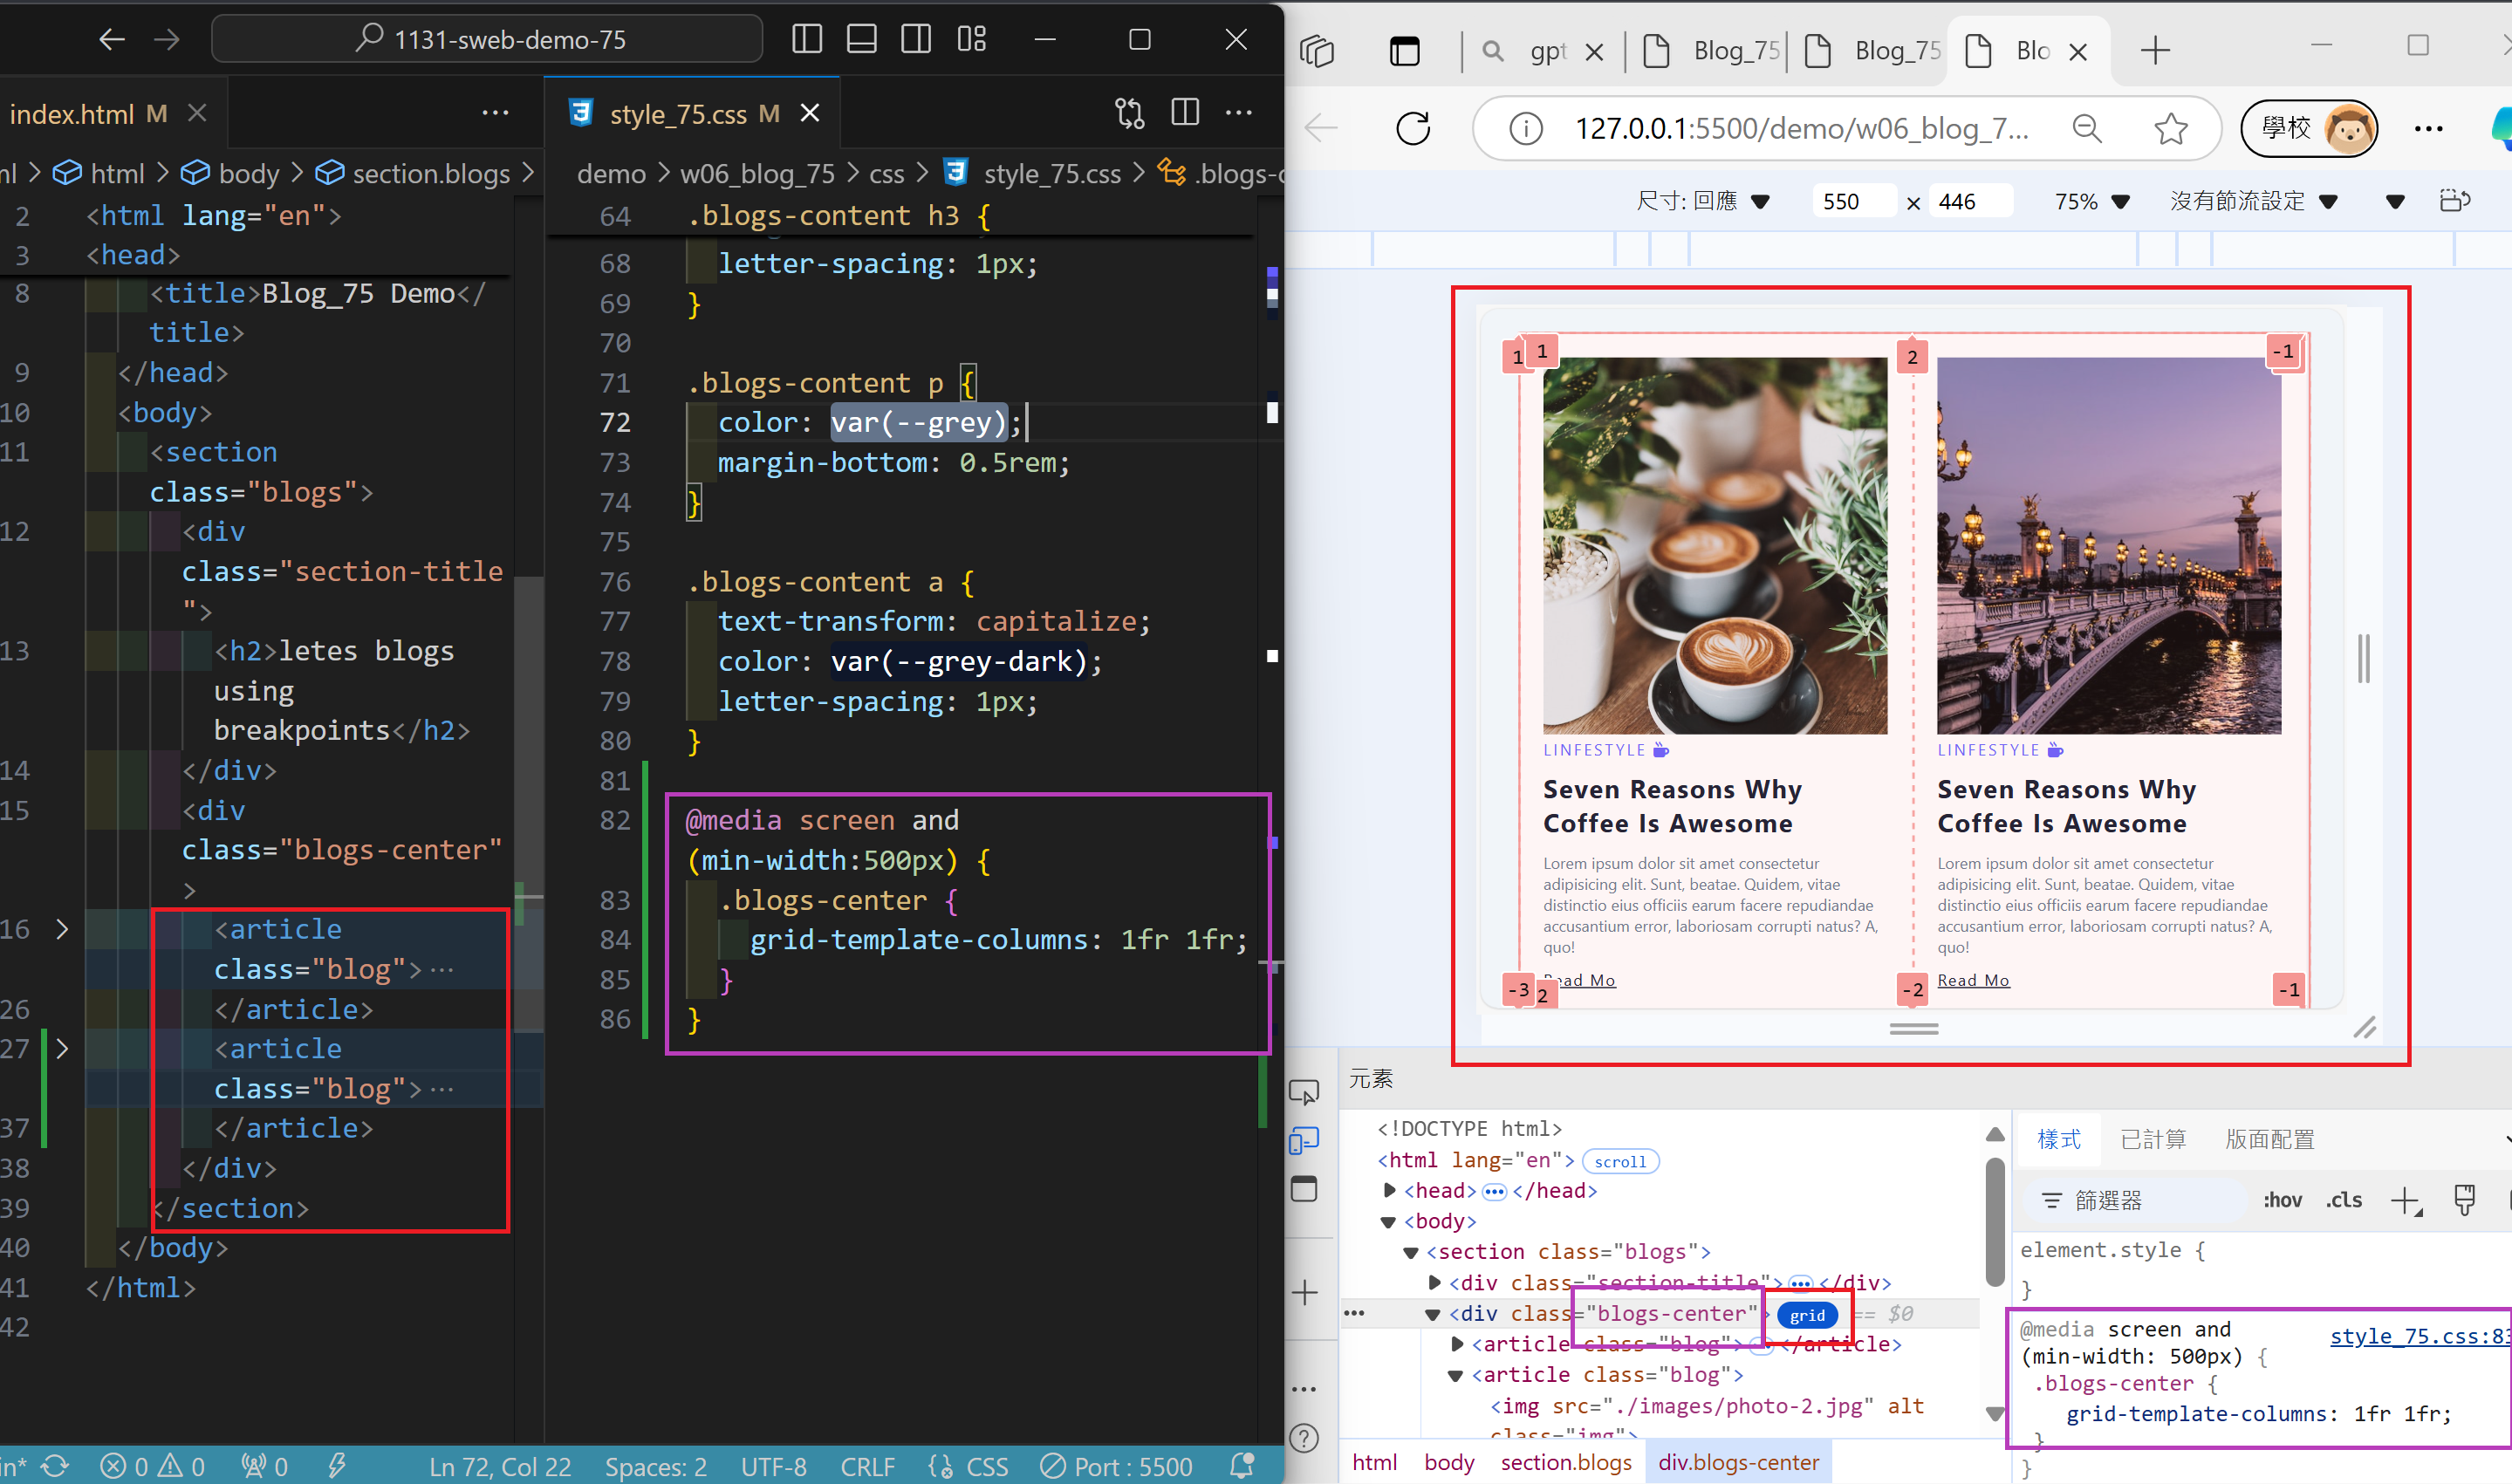 1131-sweb-demo-75
index.html M
style_75.css M
html
body
section.blogs
demo
w06_blog_75
css
style_75.css
2 <html lang="en">
3 <head>
8 <title>Blog_75 Demo</
title>
9 </head>
10 <body>
11 <section
class="blogs">
12 <div
class="section-title
">
13 <h2>letes blogs
using
breakpoints</h2>
14 </div>
15 <div
class="blogs-center"
>
16 <article
class="blog">⋯
26 </article>
27 <article
class="blog">⋯
37 </article>
38 </div>
39 </section>
40 </body>
41 </html>
42
64 .blogs-content h3 {
68 letter-spacing: 1px;
69 }
70
71 .blogs-content p {
72 color: var(--grey);
73 margin-bottom: 0.5rem;
74 }
75
76 .blogs-content a {
77 text-transform: capitalize;
78 color: var(--grey-dark);
79 letter-spacing: 1px;
80 }
81
82 @media screen and
(min-width:500px) {
83 .blogs-center {
84 grid-template-columns: 1fr 1fr;
85 }
86 }
0 0 0
Ln 72, Col 22 Spaces: 2 UTF-8 CRLF {} CSS Port : 5500
gpt
Blog_75
Blog_75
Blo
127.0.0.1:5500/demo/w06_blog_7...
學校
尺寸: 回應 550 × 446 75% 沒有節流設定
1 1 2 -1
LINFESTYLE
Seven Reasons Why
Coffee Is Awesome
Lorem ipsum dolor sit amet consectetur
adipisicing elit. Sunt, beatae. Quidem, vitae
distinctio eius officiis earum facere repudiandae
accusantium error, laboriosam corrupti natus? A,
quo!
Read Mo
LINFESTYLE
Seven Reasons Why
Coffee Is Awesome
Lorem ipsum dolor sit amet consectetur
adipisicing elit. Sunt, beatae. Quidem, vitae
distinctio eius officiis earum facere repudiandae
accusantium error, laboriosam corrupti natus? A,
quo!
Read Mo
-3 2 -2 -1
元素
<!DOCTYPE html>
<html lang="en"> scroll
<head> ••• </head>
<body>
<section class="blogs">
<div class="section-title"> ••• </div>
<div class="blogs-center"> grid == $0
<article class="blog"> </article>
<article class="blog">
<img src="./images/photo-2.jpg" alt
class="img">
html body section.blogs div.blogs-center
樣式 已計算 版面配置
篩選器 :hov .cls
element.style {
}
@media screen and style_75.css:83
(min-width: 500px) {
.blogs-center {
grid-template-columns: 1fr 1fr;
}
}